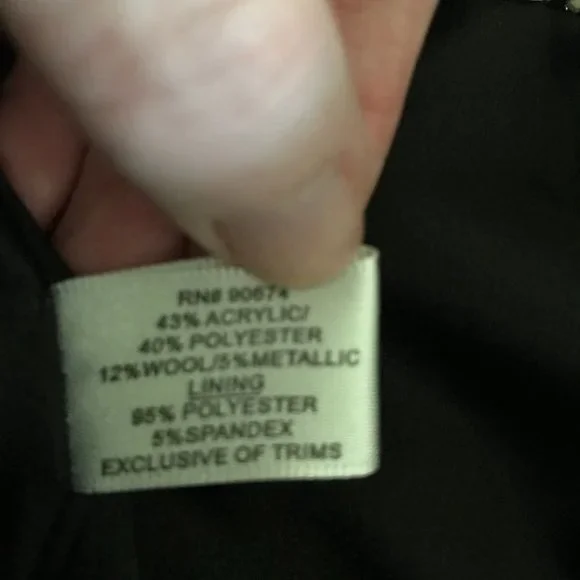 RN# 90674
43% ACRYLIC/
40% POLYESTER
12%WOOL/5%METALLIC
LINING
95% POLYESTER
5%SPANDEX
EXCLUSIVE OF TRIMS